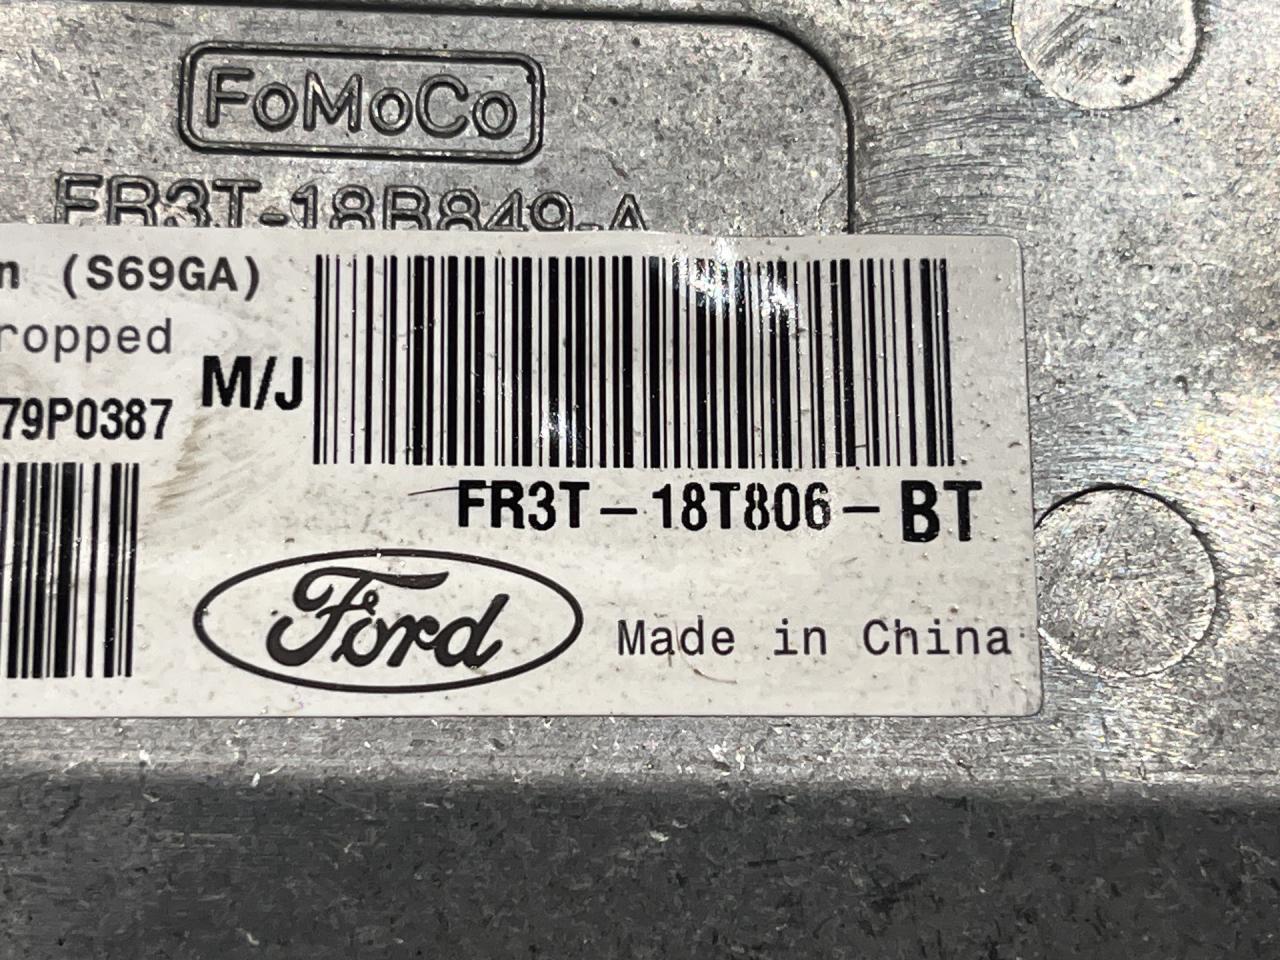 FoMoCo
FR3T-18B849-A
n (S69GA)
ropped
79P0387
M/J
FR3T-18T806-BT
Ford
Made in China